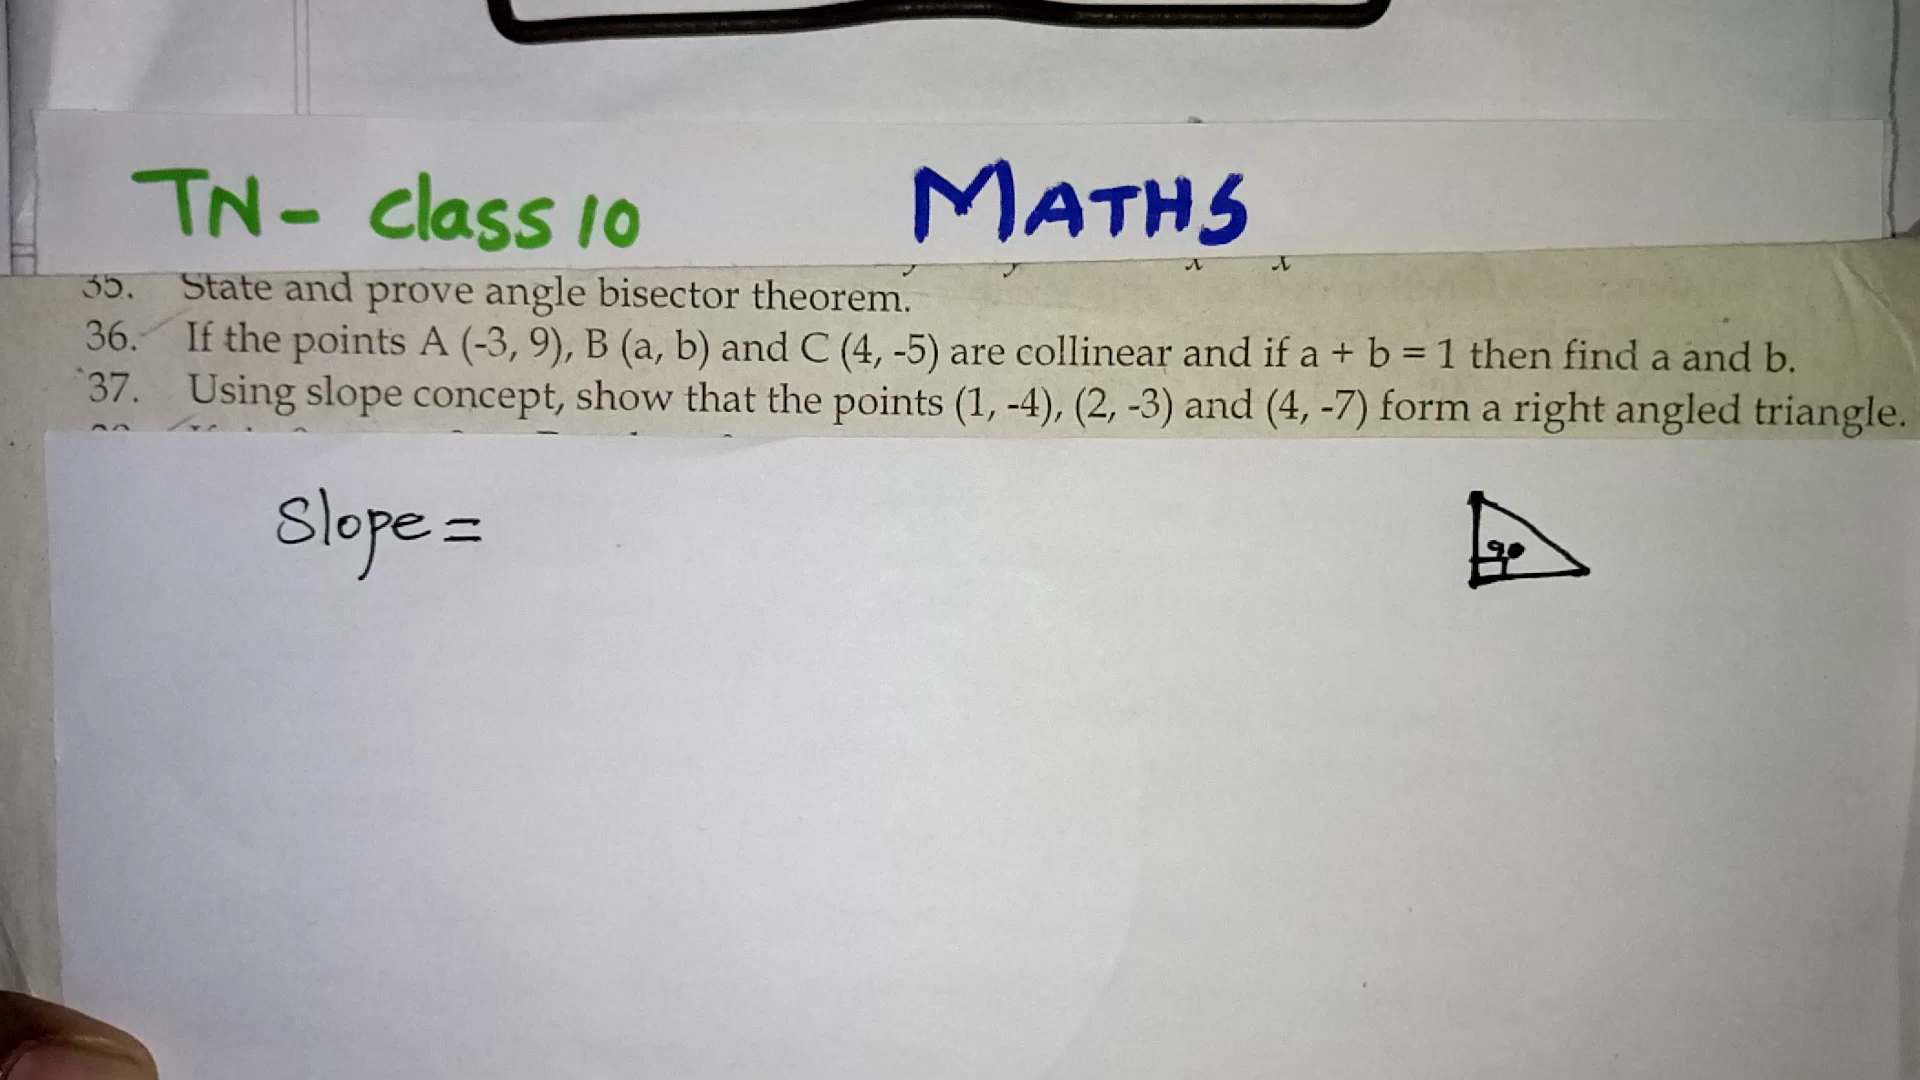 TN- class 10 MATHS
35. State and prove angle bisector theorem.
36. If the points A (-3, 9), B (a, b) and C (4, -5) are collinear and if a + b = 1 then find a and b.
37. Using slope concept, show that the points (1, -4), (2, -3) and (4, -7) form a right angled triangle.
Slope =
90